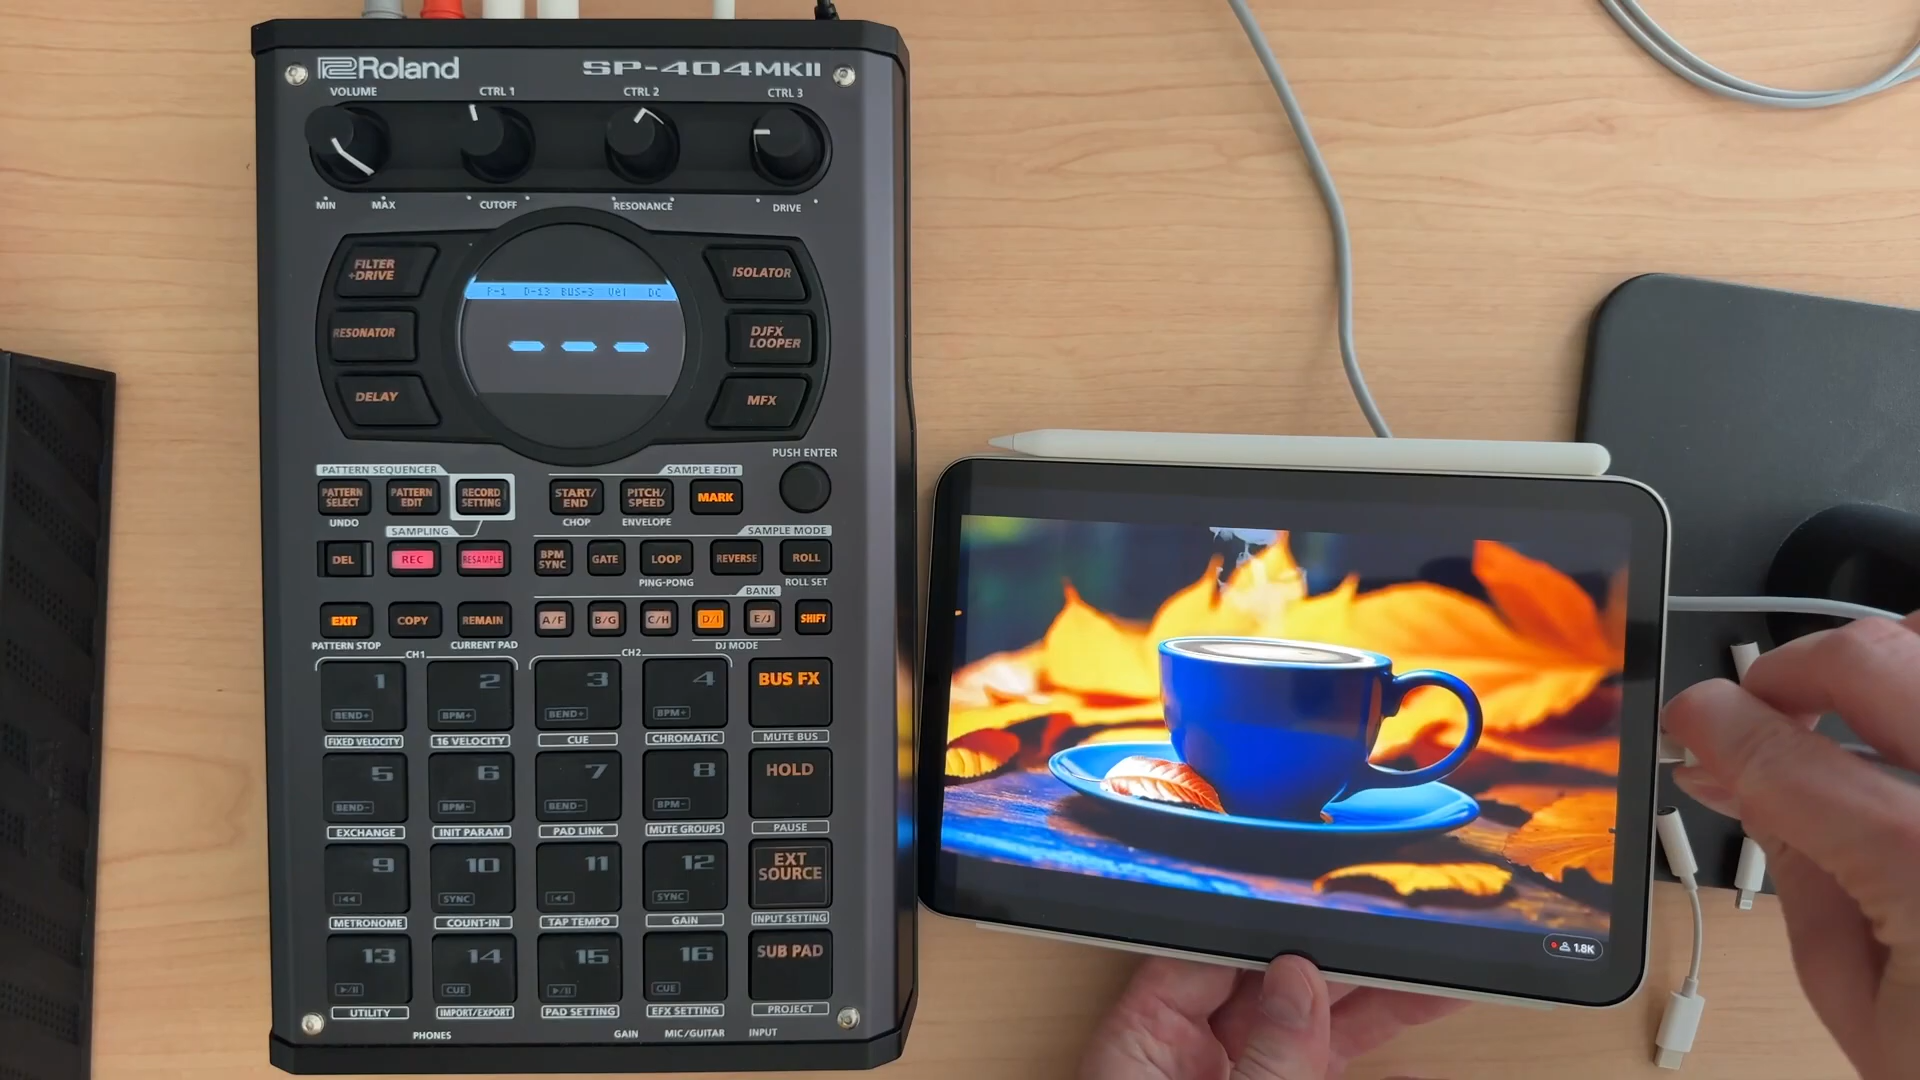 Roland
SP-404MKII
VOLUME
CTRL 1
CTRL 2
CTRL 3
MIN
MAX
CUTOFF
RESONANCE
DRIVE
FILTER
+DRIVE
ISOLATOR
P-1 D-13 BUS-3 Vel DC
RESONATOR
DJFX
LOOPER
DELAY
MFX
PUSH ENTER
PATTERN SEQUENCER
SAMPLE EDIT
PATTERN
SELECT
PATTERN
EDIT
RECORD
SETTING
START/
END
PITCH/
SPEED
MARK
UNDO
CHOP
ENVELOPE
SAMPLING
SAMPLE MODE
DEL
REC
RESAMPLE
BPM
SYNC
GATE
LOOP
REVERSE
ROLL
PING-PONG
ROLL SET
BANK
EXIT
COPY
REMAIN
A/F
B/G
C/H
D/I
E/J
SHIFT
PATTERN STOP
CURRENT PAD
DJ MODE
CH1
CH2
1
2
3
4
BUS FX
BEND+
BPM+
BEND+
BPM+
FIXED VELOCITY
16 VELOCITY
CUE
CHROMATIC
MUTE BUS
5
6
7
8
HOLD
BEND-
BPM-
BEND-
BPM-
EXCHANGE
INIT PARAM
PAD LINK
MUTE GROUPS
PAUSE
9
10
11
12
EXT
SOURCE
SYNC
SYNC
METRONOME
COUNT-IN
TAP TEMPO
GAIN
INPUT SETTING
13
14
15
16
SUB PAD
CUE
CUE
UTILITY
IMPORT/EXPORT
PAD SETTING
EFX SETTING
PROJECT
PHONES
GAIN
MIC/GUITAR
INPUT
1.8K